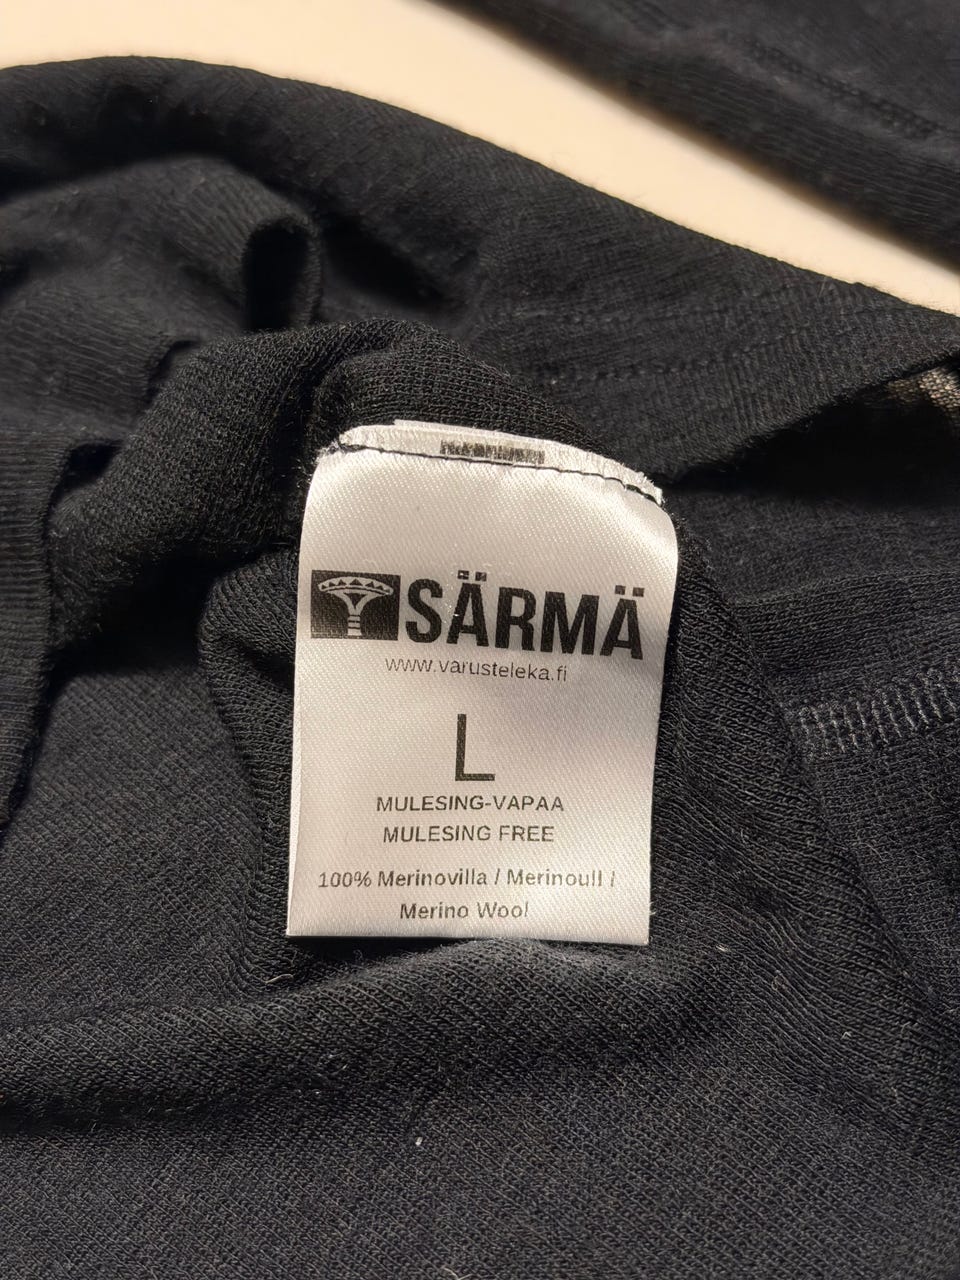 SÄRMÄ
www.varusteleka.fi
L
MULESING-VAPAA
MULESING FREE
100% Merinovilla / Merinoull /
Merino Wool